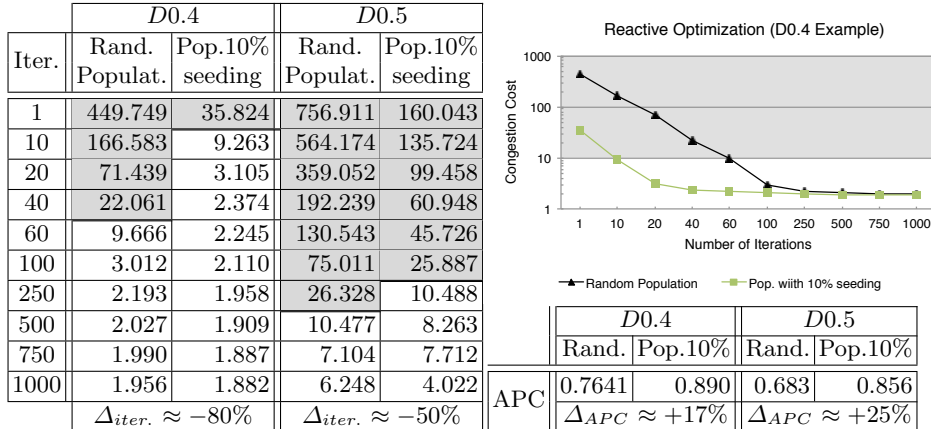 D0.4 D0.5
Iter. Rand. Populat. Pop.10% seeding Rand. Populat. Pop.10% seeding
1 449.749 35.824 756.911 160.043
10 166.583 9.263 564.174 135.724
20 71.439 3.105 359.052 99.458
40 22.061 2.374 192.239 60.948
60 9.666 2.245 130.543 45.726
100 3.012 2.110 75.011 25.887
250 2.193 1.958 26.328 10.488
500 2.027 1.909 10.477 8.263
750 1.990 1.887 7.104 7.712
1000 1.956 1.882 6.248 4.022
Δiter. ≈ −80% Δiter. ≈ −50%
Reactive Optimization (D0.4 Example)
Congestion Cost
1000
100
10
1
1 10 20 40 60 100 250 500 750 1000
Number of Iterations
Random Population Pop. wiith 10% seeding
D0.4 D0.5
Rand. Pop.10% Rand. Pop.10%
APC 0.7641 0.890 0.683 0.856
ΔAPC ≈ +17% ΔAPC ≈ +25%